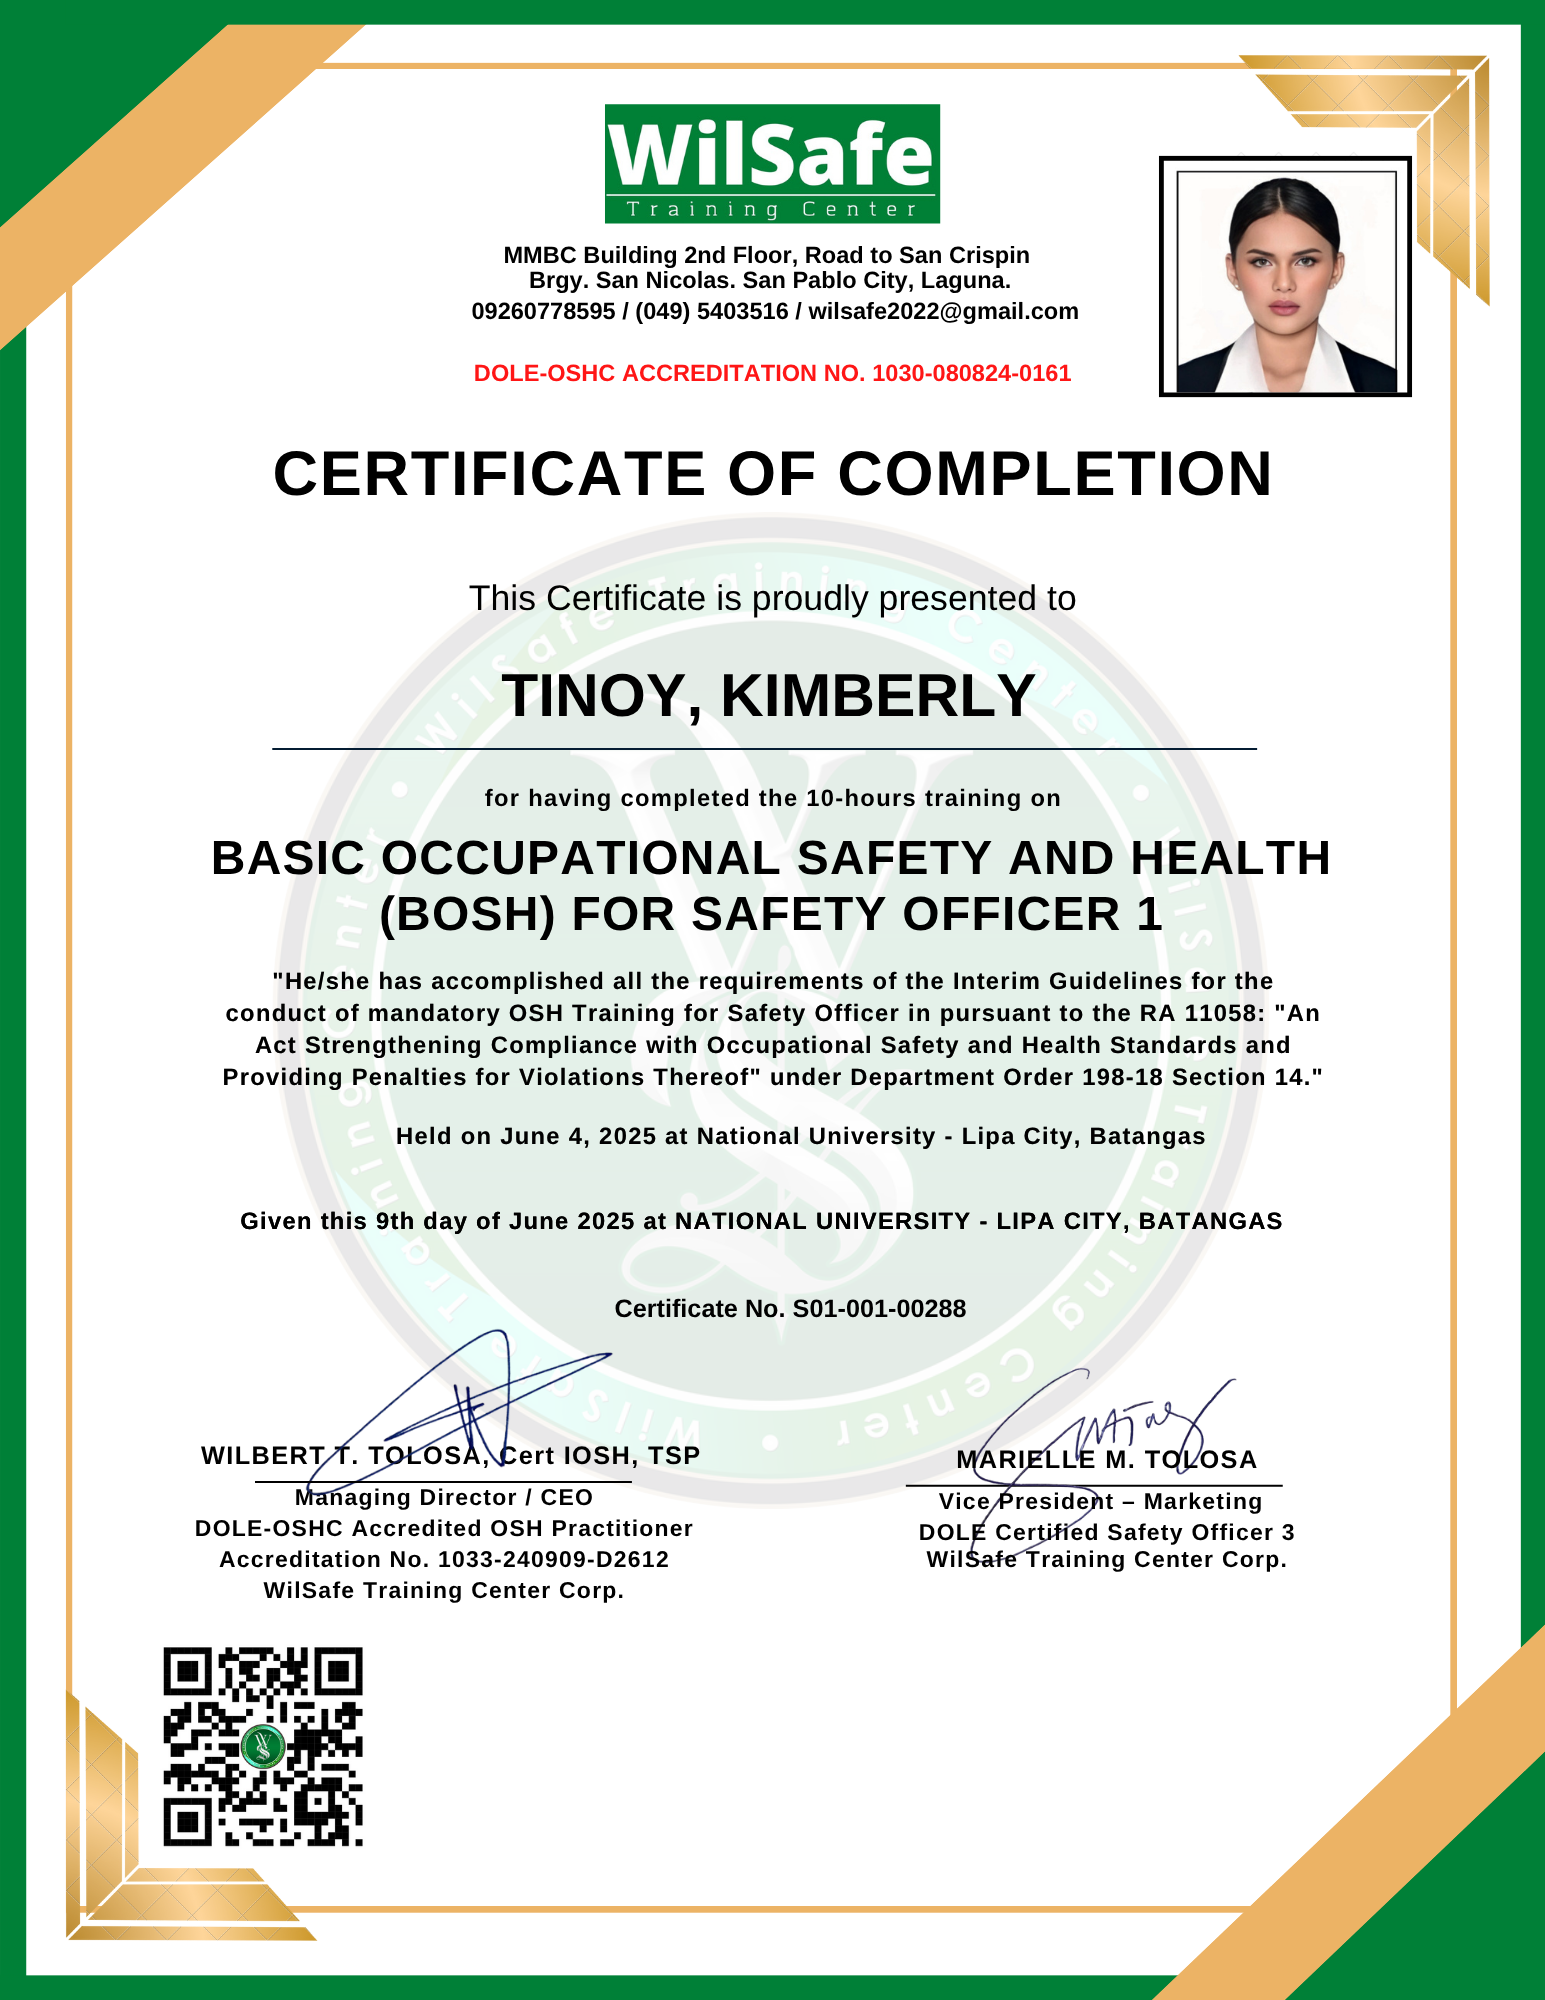 WilSafe
Training Center
MMBC Building 2nd Floor, Road to San Crispin
Brgy. San Nicolas. San Pablo City, Laguna.
09260778595 / (049) 5403516 / wilsafe2022@gmail.com
DOLE-OSHC ACCREDITATION NO. 1030-080824-0161
CERTIFICATE OF COMPLETION
This Certificate is proudly presented to
TINOY, KIMBERLY
for having completed the 10-hours training on
BASIC OCCUPATIONAL SAFETY AND HEALTH
(BOSH) FOR SAFETY OFFICER 1
"He/she has accomplished all the requirements of the Interim Guidelines for the
conduct of mandatory OSH Training for Safety Officer in pursuant to the RA 11058: "An
Act Strengthening Compliance with Occupational Safety and Health Standards and
Providing Penalties for Violations Thereof" under Department Order 198-18 Section 14."
Held on June 4, 2025 at National University - Lipa City, Batangas
Given this 9th day of June 2025 at NATIONAL UNIVERSITY - LIPA CITY, BATANGAS
Certificate No. S01-001-00288
WILBERT T. TOLOSA, Cert IOSH, TSP
Managing Director / CEO
DOLE-OSHC Accredited OSH Practitioner
Accreditation No. 1033-240909-D2612
WilSafe Training Center Corp.
MARIELLE M. TOLOSA
Vice President – Marketing
DOLE Certified Safety Officer 3
WilSafe Training Center Corp.
WilSafe Training Center • WilSafe Training Center • WilSafe Training Center •